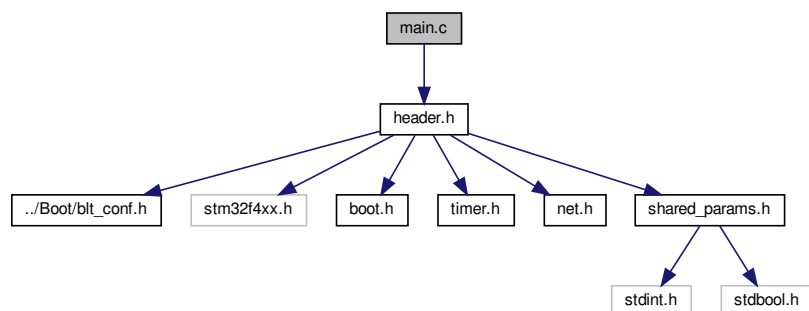 main.c
header.h
../Boot/blt_conf.h
stm32f4xx.h
boot.h
timer.h
net.h
shared_params.h
stdint.h
stdbool.h